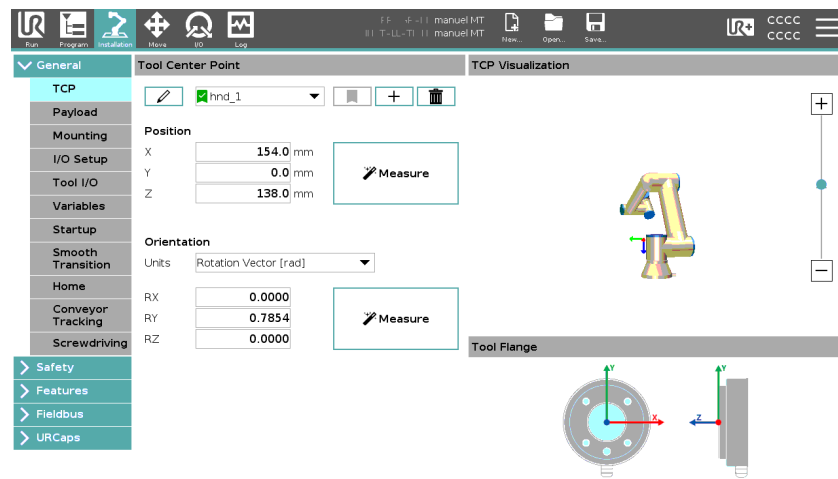 manuel MT
manuel MT
Run Program Installation Move I/O Log New... Open... Save...
UR+
CCCC
CCCC
General
TCP
Payload
Mounting
I/O Setup
Tool I/O
Variables
Startup
Smooth
Transition
Home
Conveyor
Tracking
Screwdriving
Safety
Features
Fieldbus
URCaps
Tool Center Point
hnd_1
Position
X 154.0 mm
Y 0.0 mm
Z 138.0 mm
Measure
Orientation
Units Rotation Vector [rad]
RX 0.0000
RY 0.7854
RZ 0.0000
Measure
TCP Visualization
Tool Flange
Y
X
Y
Z